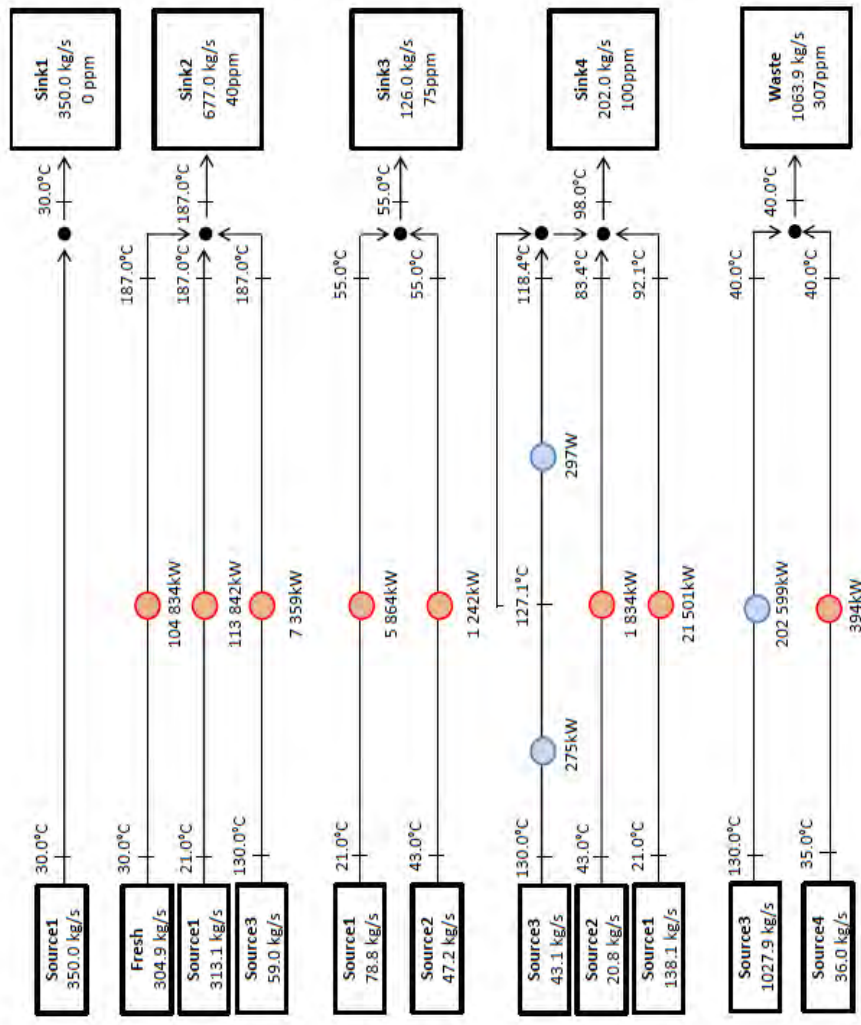 Source1
350.0 kg/s
30.0°C
30.0°C
Sink1
350.0 kg/s
0 ppm
Fresh
304.9 kg/s
30.0°C
104 834kW
187.0°C
Source1
313.1 kg/s
21.0°C
113 842kW
187.0°C
187.0°C
Sink2
677.0 kg/s
40ppm
Source3
59.0 kg/s
130.0°C
7 359kW
187.0°C
Source1
78.8 kg/s
21.0°C
5 864kW
55.0°C
55.0°C
Sink3
126.0 kg/s
75ppm
Source2
47.2 kg/s
43.0°C
1 242kW
55.0°C
Source3
43.1 kg/s
130.0°C
275kW
127.1°C
297W
118.4°C
Source2
20.8 kg/s
43.0°C
1 834kW
83.4°C
98.0°C
Sink4
202.0 kg/s
100ppm
Source1
138.1 kg/s
21.0°C
21 501kW
92.1°C
Source3
1027.9 kg/s
130.0°C
202 599kW
40.0°C
40.0°C
Waste
1063.9 kg/s
307ppm
Source4
36.0 kg/s
35.0°C
394kW
40.0°C